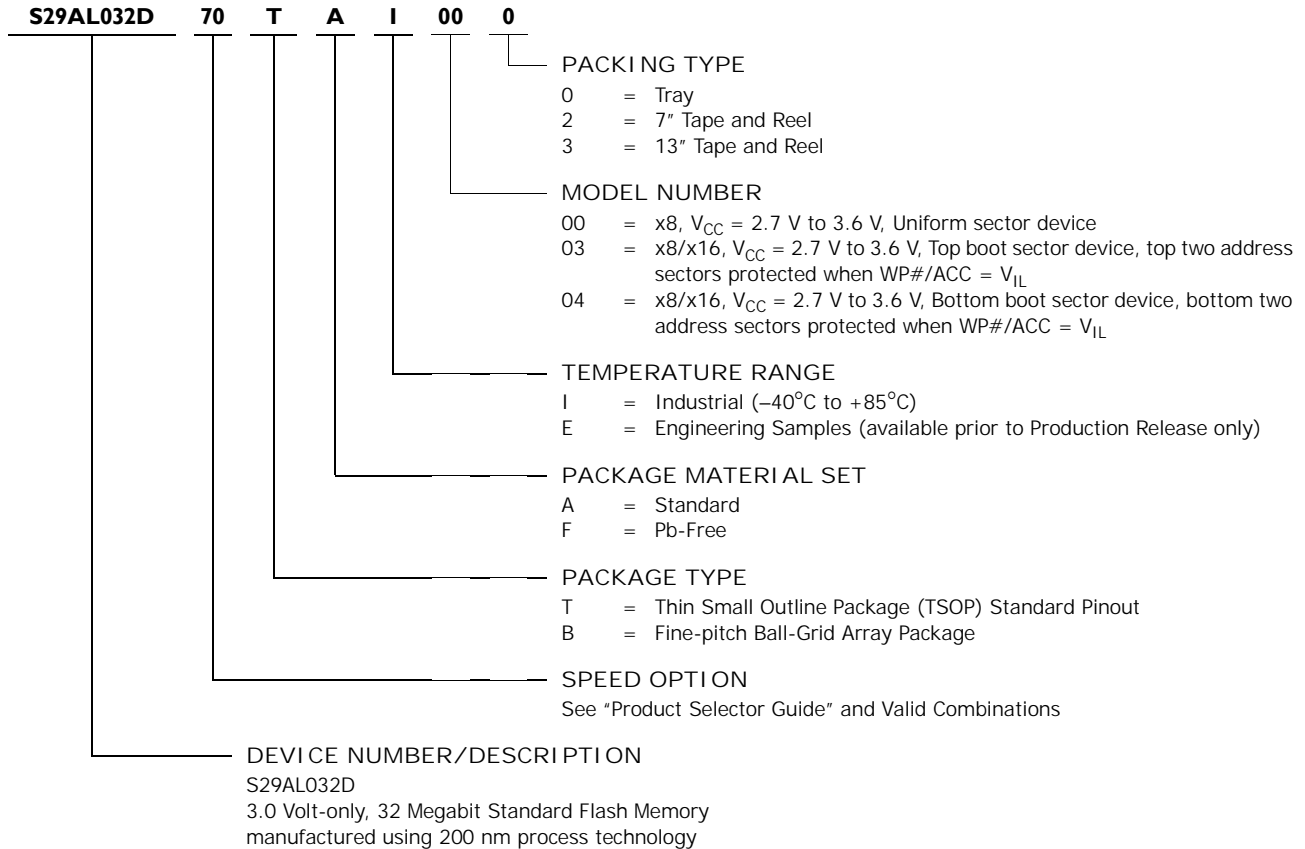 S29AL032D 70 T A I 00 0
PACKING TYPE
0 = Tray
2 = 7” Tape and Reel
3 = 13” Tape and Reel
MODEL NUMBER
00 = x8, VCC = 2.7 V to 3.6 V, Uniform sector device
03 = x8/x16, VCC = 2.7 V to 3.6 V, Top boot sector device, top two address
sectors protected when WP#/ACC = VIL
04 = x8/x16, VCC = 2.7 V to 3.6 V, Bottom boot sector device, bottom two
address sectors protected when WP#/ACC = VIL
TEMPERATURE RANGE
I = Industrial (–40°C to +85°C)
E = Engineering Samples (available prior to Production Release only)
PACKAGE MATERIAL SET
A = Standard
F = Pb-Free
PACKAGE TYPE
T = Thin Small Outline Package (TSOP) Standard Pinout
B = Fine-pitch Ball-Grid Array Package
SPEED OPTION
See “Product Selector Guide” and Valid Combinations
DEVICE NUMBER/DESCRIPTION
S29AL032D
3.0 Volt-only, 32 Megabit Standard Flash Memory
manufactured using 200 nm process technology